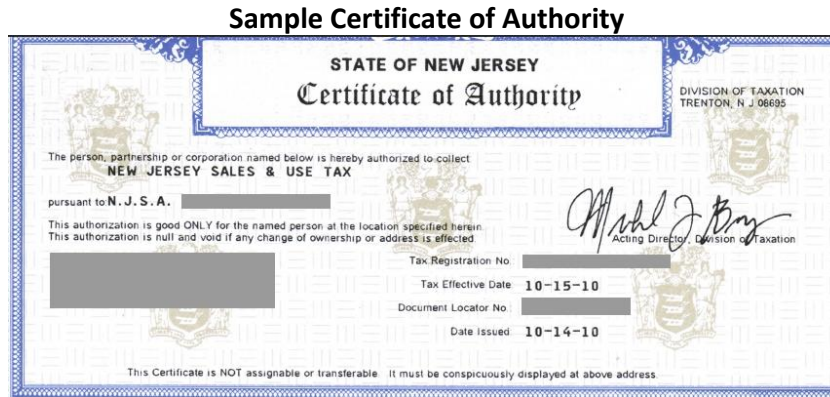 Sample Certificate of Authority
STATE OF NEW JERSEY
Certificate of Authority
DIVISION OF TAXATION
TRENTON, N J 08695
The person, partnership or corporation named below is hereby authorized to collect
NEW JERSEY SALES & USE TAX
pursuant to N.J.S.A.
This authorization is good ONLY for the named person at the location specified herein
This authorization is null and void if any change of ownership or address is effected
Acting Director, Division of Taxation
Tax Registration No.
Tax Effective Date 10-15-10
Document Locator No.
Date Issued 10-14-10
This Certificate is NOT assignable or transferable. It must be conspicuously displayed at above address.